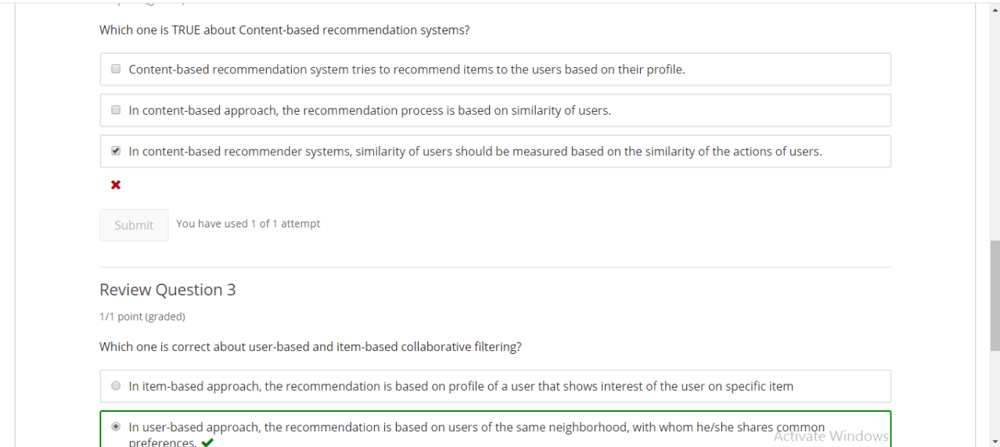 Which one is TRUE about Content-based recommendation systems?
Content-based recommendation system tries to recommend items to the users based on their profile.
In content-based approach, the recommendation process is based on similarity of users.
In content-based recommender systems, similarity of users should be measured based on the similarity of the actions of users.
Submit You have used 1 of 1 attempt
Review Question 3
1/1 point (graded)
Which one is correct about user-based and item-based collaborative filtering?
In item-based approach, the recommendation is based on profile of a user that shows interest of the user on specific item
In user-based approach, the recommendation is based on users of the same neighborhood, with whom he/she shares common
preferences.
Activate Windows